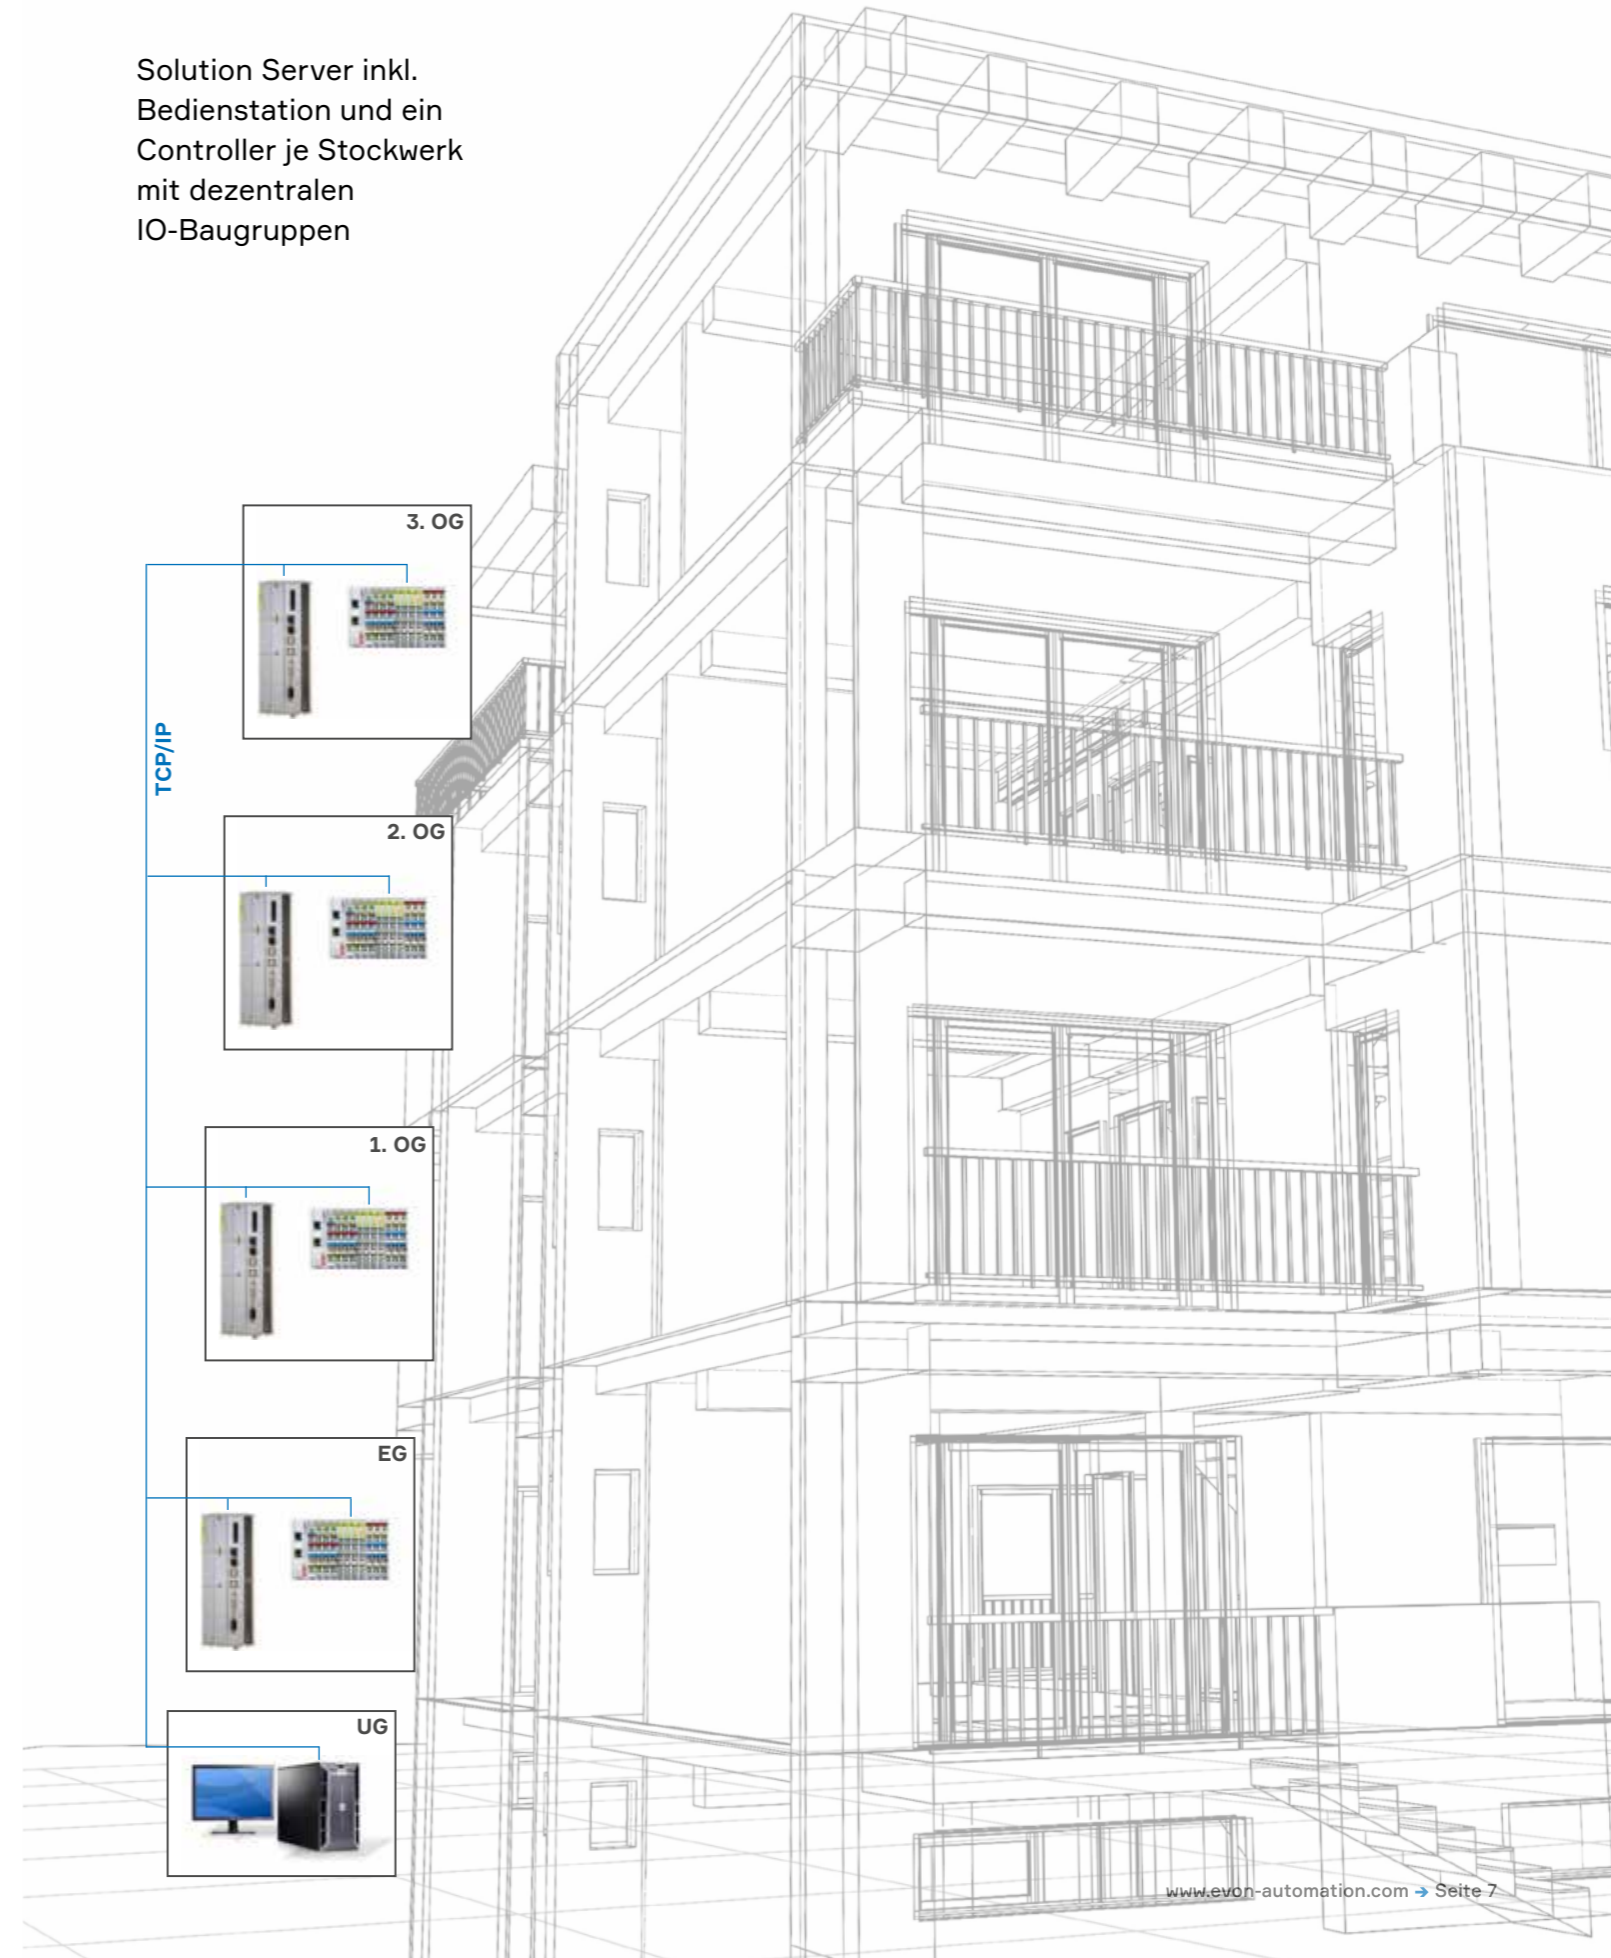 Solution Server inkl.
Bedienstation und ein
Controller je Stockwerk
mit dezentralen
IO-Baugruppen
3. OG
TCP/IP
2. OG
1. OG
EG
UG
www.evon-automation.com → Seite 7